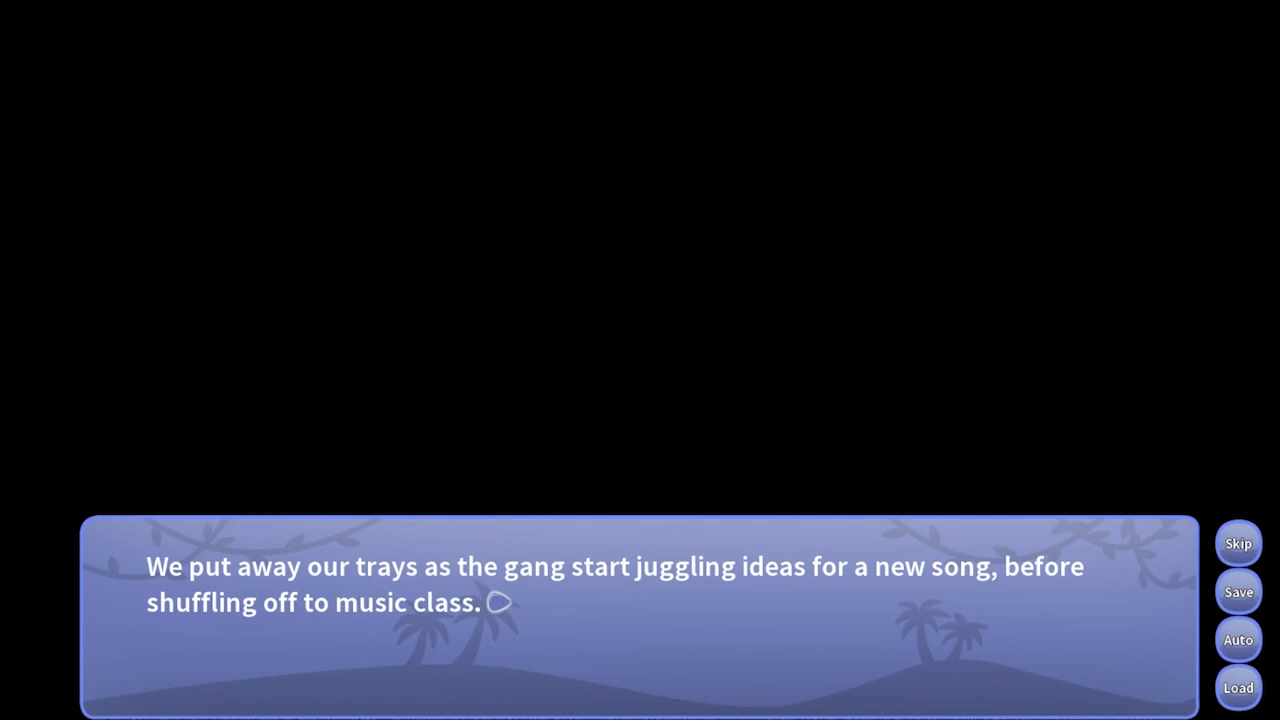 We put away our trays as the gang start juggling ideas for a new song, before
shuffling off to music class.
Skip
Save
Auto
Load